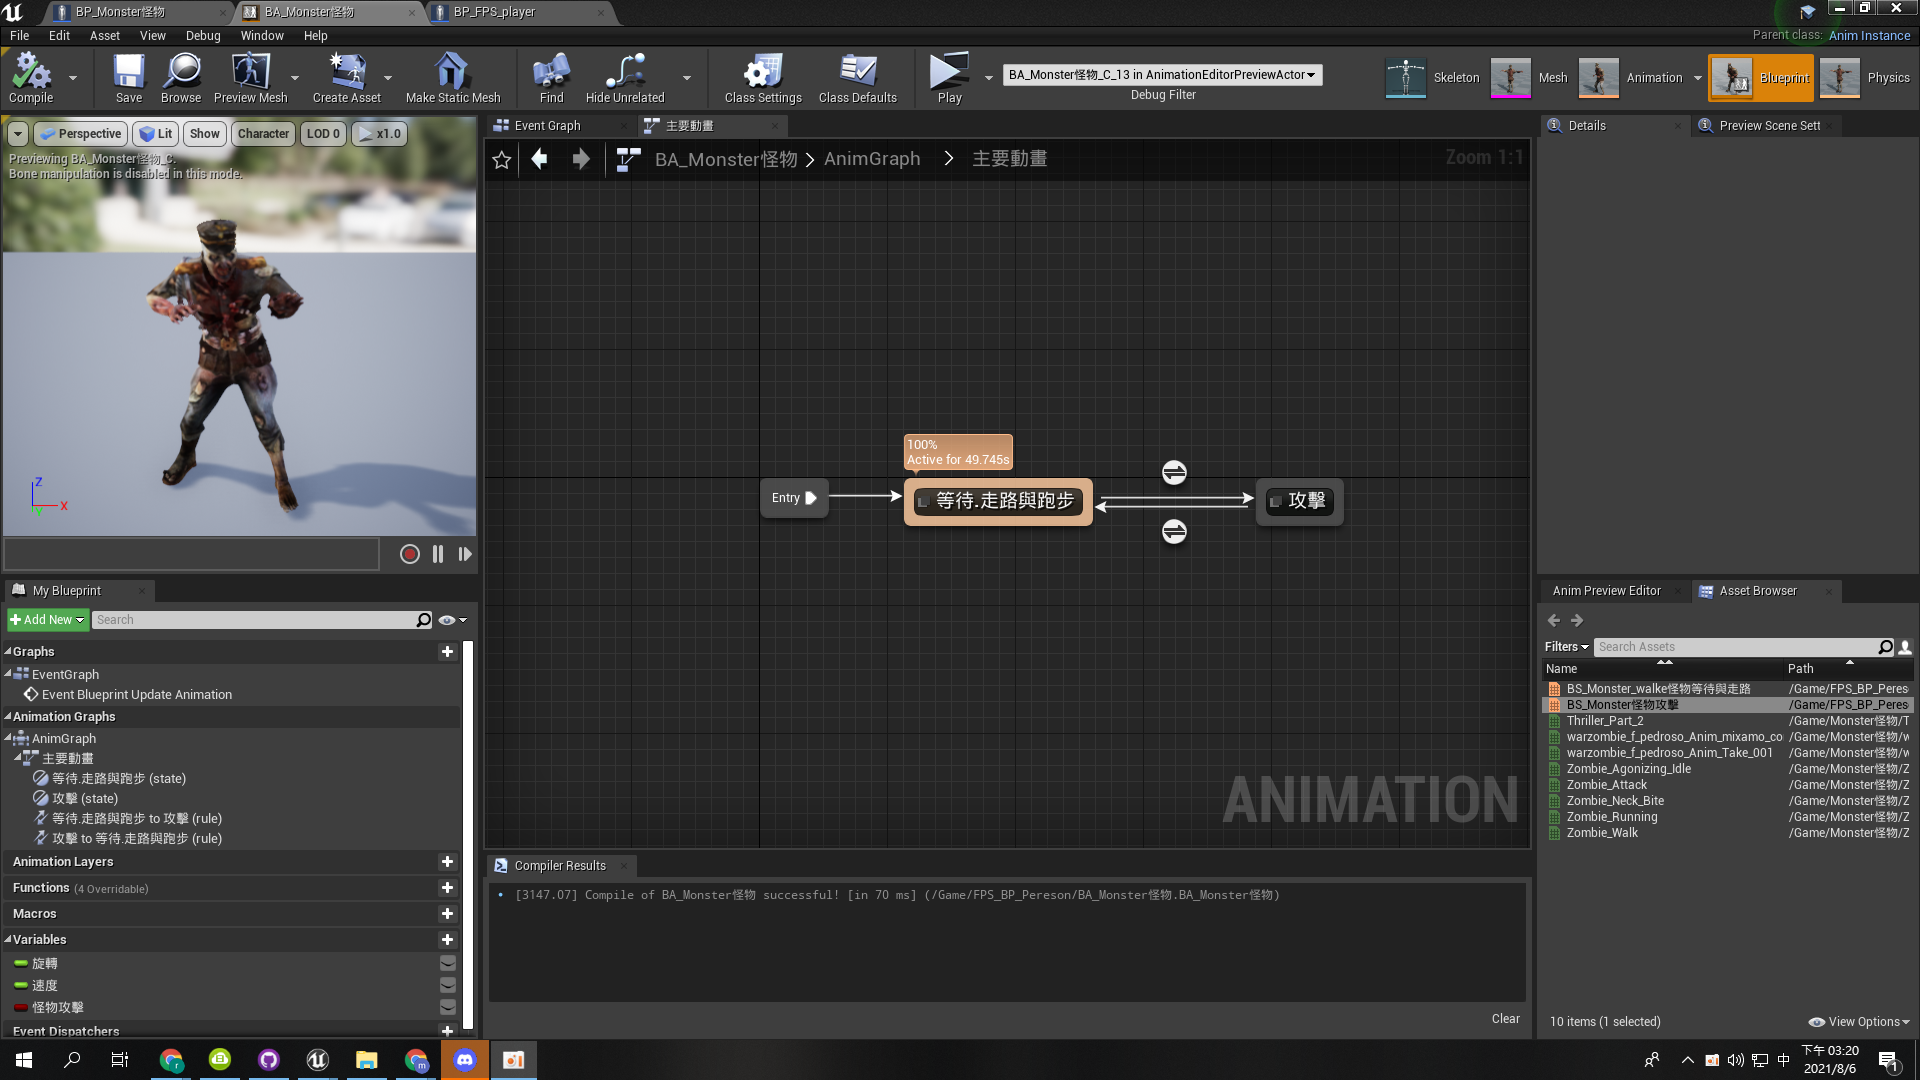 BP_Monster怪物
BA_Monster怪物
BP_FPS_player
File Edit Asset View Debug Window Help
Parent class: Anim Instance
Compile
Save
Browse
Preview Mesh
Create Asset
Make Static Mesh
Find
Hide Unrelated
Class Settings
Class Defaults
Play
BA_Monster怪物_C_13 in AnimationEditorPreviewActor
Debug Filter
Skeleton
Mesh
Animation
Blueprint
Physics
Perspective
Lit
Show
Character
LOD 0
x1.0
Previewing BA_Monster怪物_C.
Bone manipulation is disabled in this mode.
Z
X
Y
Event Graph
主要動畫
BA_Monster怪物 > AnimGraph > 主要動畫
Zoom 1:1
100%
Active for 49.745s
Entry
等待.走路與跑步
攻擊
ANIMATION
Details
Preview Scene Sett
My Blueprint
Add New
Search
Graphs
EventGraph
Event Blueprint Update Animation
Animation Graphs
AnimGraph
主要動畫
等待.走路與跑步 (state)
攻擊 (state)
等待.走路與跑步 to 攻擊 (rule)
攻擊 to 等待.走路與跑步 (rule)
Animation Layers
Functions (4 Overridable)
Macros
Variables
旋轉
速度
怪物攻擊
Event Dispatchers
Compiler Results
[3147.07] Compile of BA_Monster怪物 successful! [in 70 ms] (/Game/FPS_BP_Pereson/BA_Monster怪物.BA_Monster怪物)
Clear
Anim Preview Editor
Asset Browser
Filters
Search Assets
Name Path
BS_Monster_walke怪物等待與走路 /Game/FPS_BP_Peres
BS_Monster怪物攻擊 /Game/FPS_BP_Peres
Thriller_Part_2 /Game/Monster怪物/T
warzombie_f_pedroso_Anim_mixamo_co /Game/Monster怪物/w
warzombie_f_pedroso_Anim_Take_001 /Game/Monster怪物/w
Zombie_Agonizing_Idle /Game/Monster怪物/Z
Zombie_Attack /Game/Monster怪物/Z
Zombie_Neck_Bite /Game/Monster怪物/Z
Zombie_Running /Game/Monster怪物/Z
Zombie_Walk /Game/Monster怪物/Z
10 items (1 selected)
View Options
中
下午 03:20
2021/8/6
1